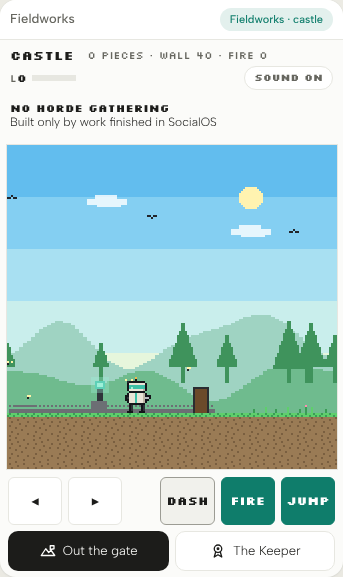 Fieldworks
Fieldworks · castle
CASTLE 0 PIECES · WALL 40 · FIRE 0
L0
SOUND ON
NO HORDE GATHERING
Built only by work finished in SocialOS
◄ ► DASH FIRE JUMP
Out the gate The Keeper